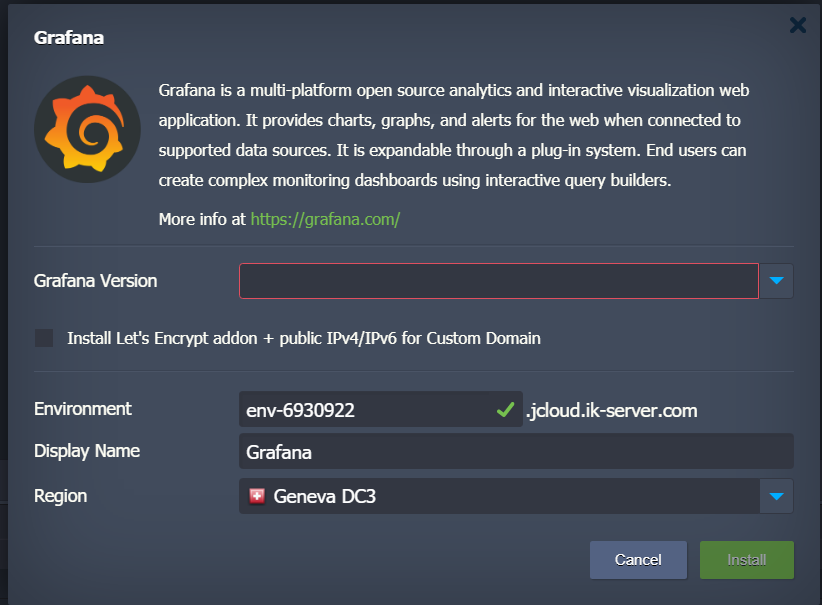 Grafana
Grafana is a multi-platform open source analytics and interactive visualization web
application. It provides charts, graphs, and alerts for the web when connected to
supported data sources. It is expandable through a plug-in system. End users can
create complex monitoring dashboards using interactive query builders.
More info at https://grafana.com/
Grafana Version
Install Let's Encrypt addon + public IPv4/IPv6 for Custom Domain
Environment env-6930922 .jcloud.ik-server.com
Display Name Grafana
Region Geneva DC3
Cancel Install